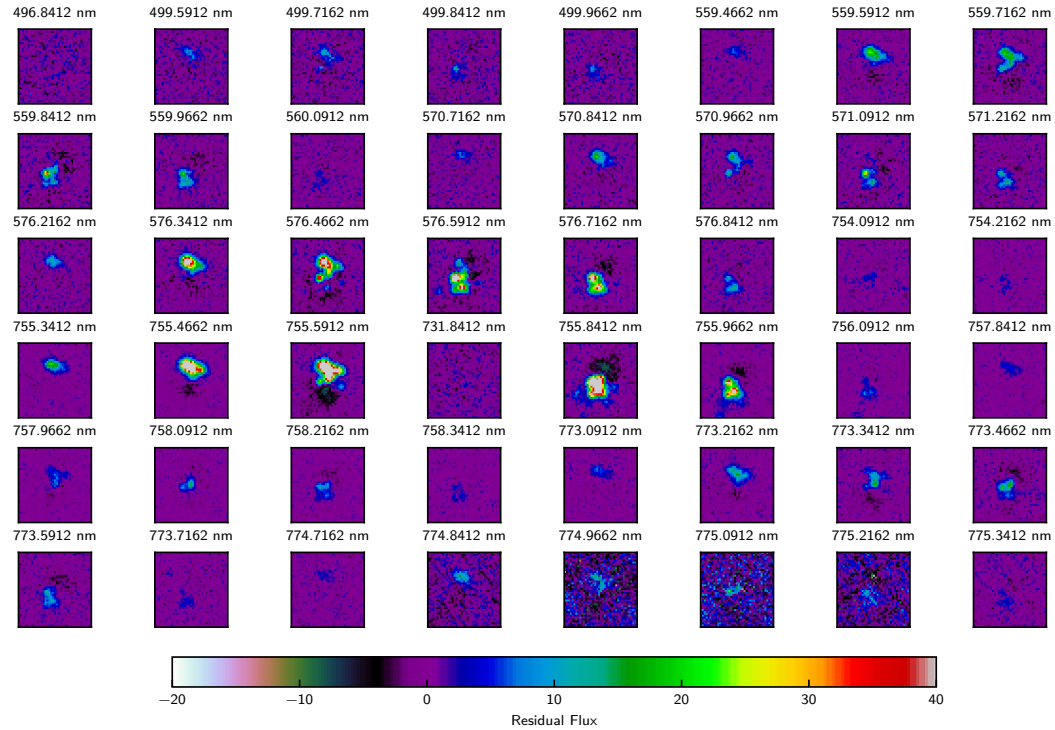 496.8412 nm 499.5912 nm 499.7162 nm 499.8412 nm 499.9662 nm 559.4662 nm 559.5912 nm 559.7162 nm
559.8412 nm 559.9662 nm 560.0912 nm 570.7162 nm 570.8412 nm 570.9662 nm 571.0912 nm 571.2162 nm
576.2162 nm 576.3412 nm 576.4662 nm 576.5912 nm 576.7162 nm 576.8412 nm 754.0912 nm 754.2162 nm
755.3412 nm 755.4662 nm 755.5912 nm 731.8412 nm 755.8412 nm 755.9662 nm 756.0912 nm 757.8412 nm
757.9662 nm 758.0912 nm 758.2162 nm 758.3412 nm 773.0912 nm 773.2162 nm 773.3412 nm 773.4662 nm
773.5912 nm 773.7162 nm 774.7162 nm 774.8412 nm 774.9662 nm 775.0912 nm 775.2162 nm 775.3412 nm
−20 −10 0 10 20 30 40
Residual Flux